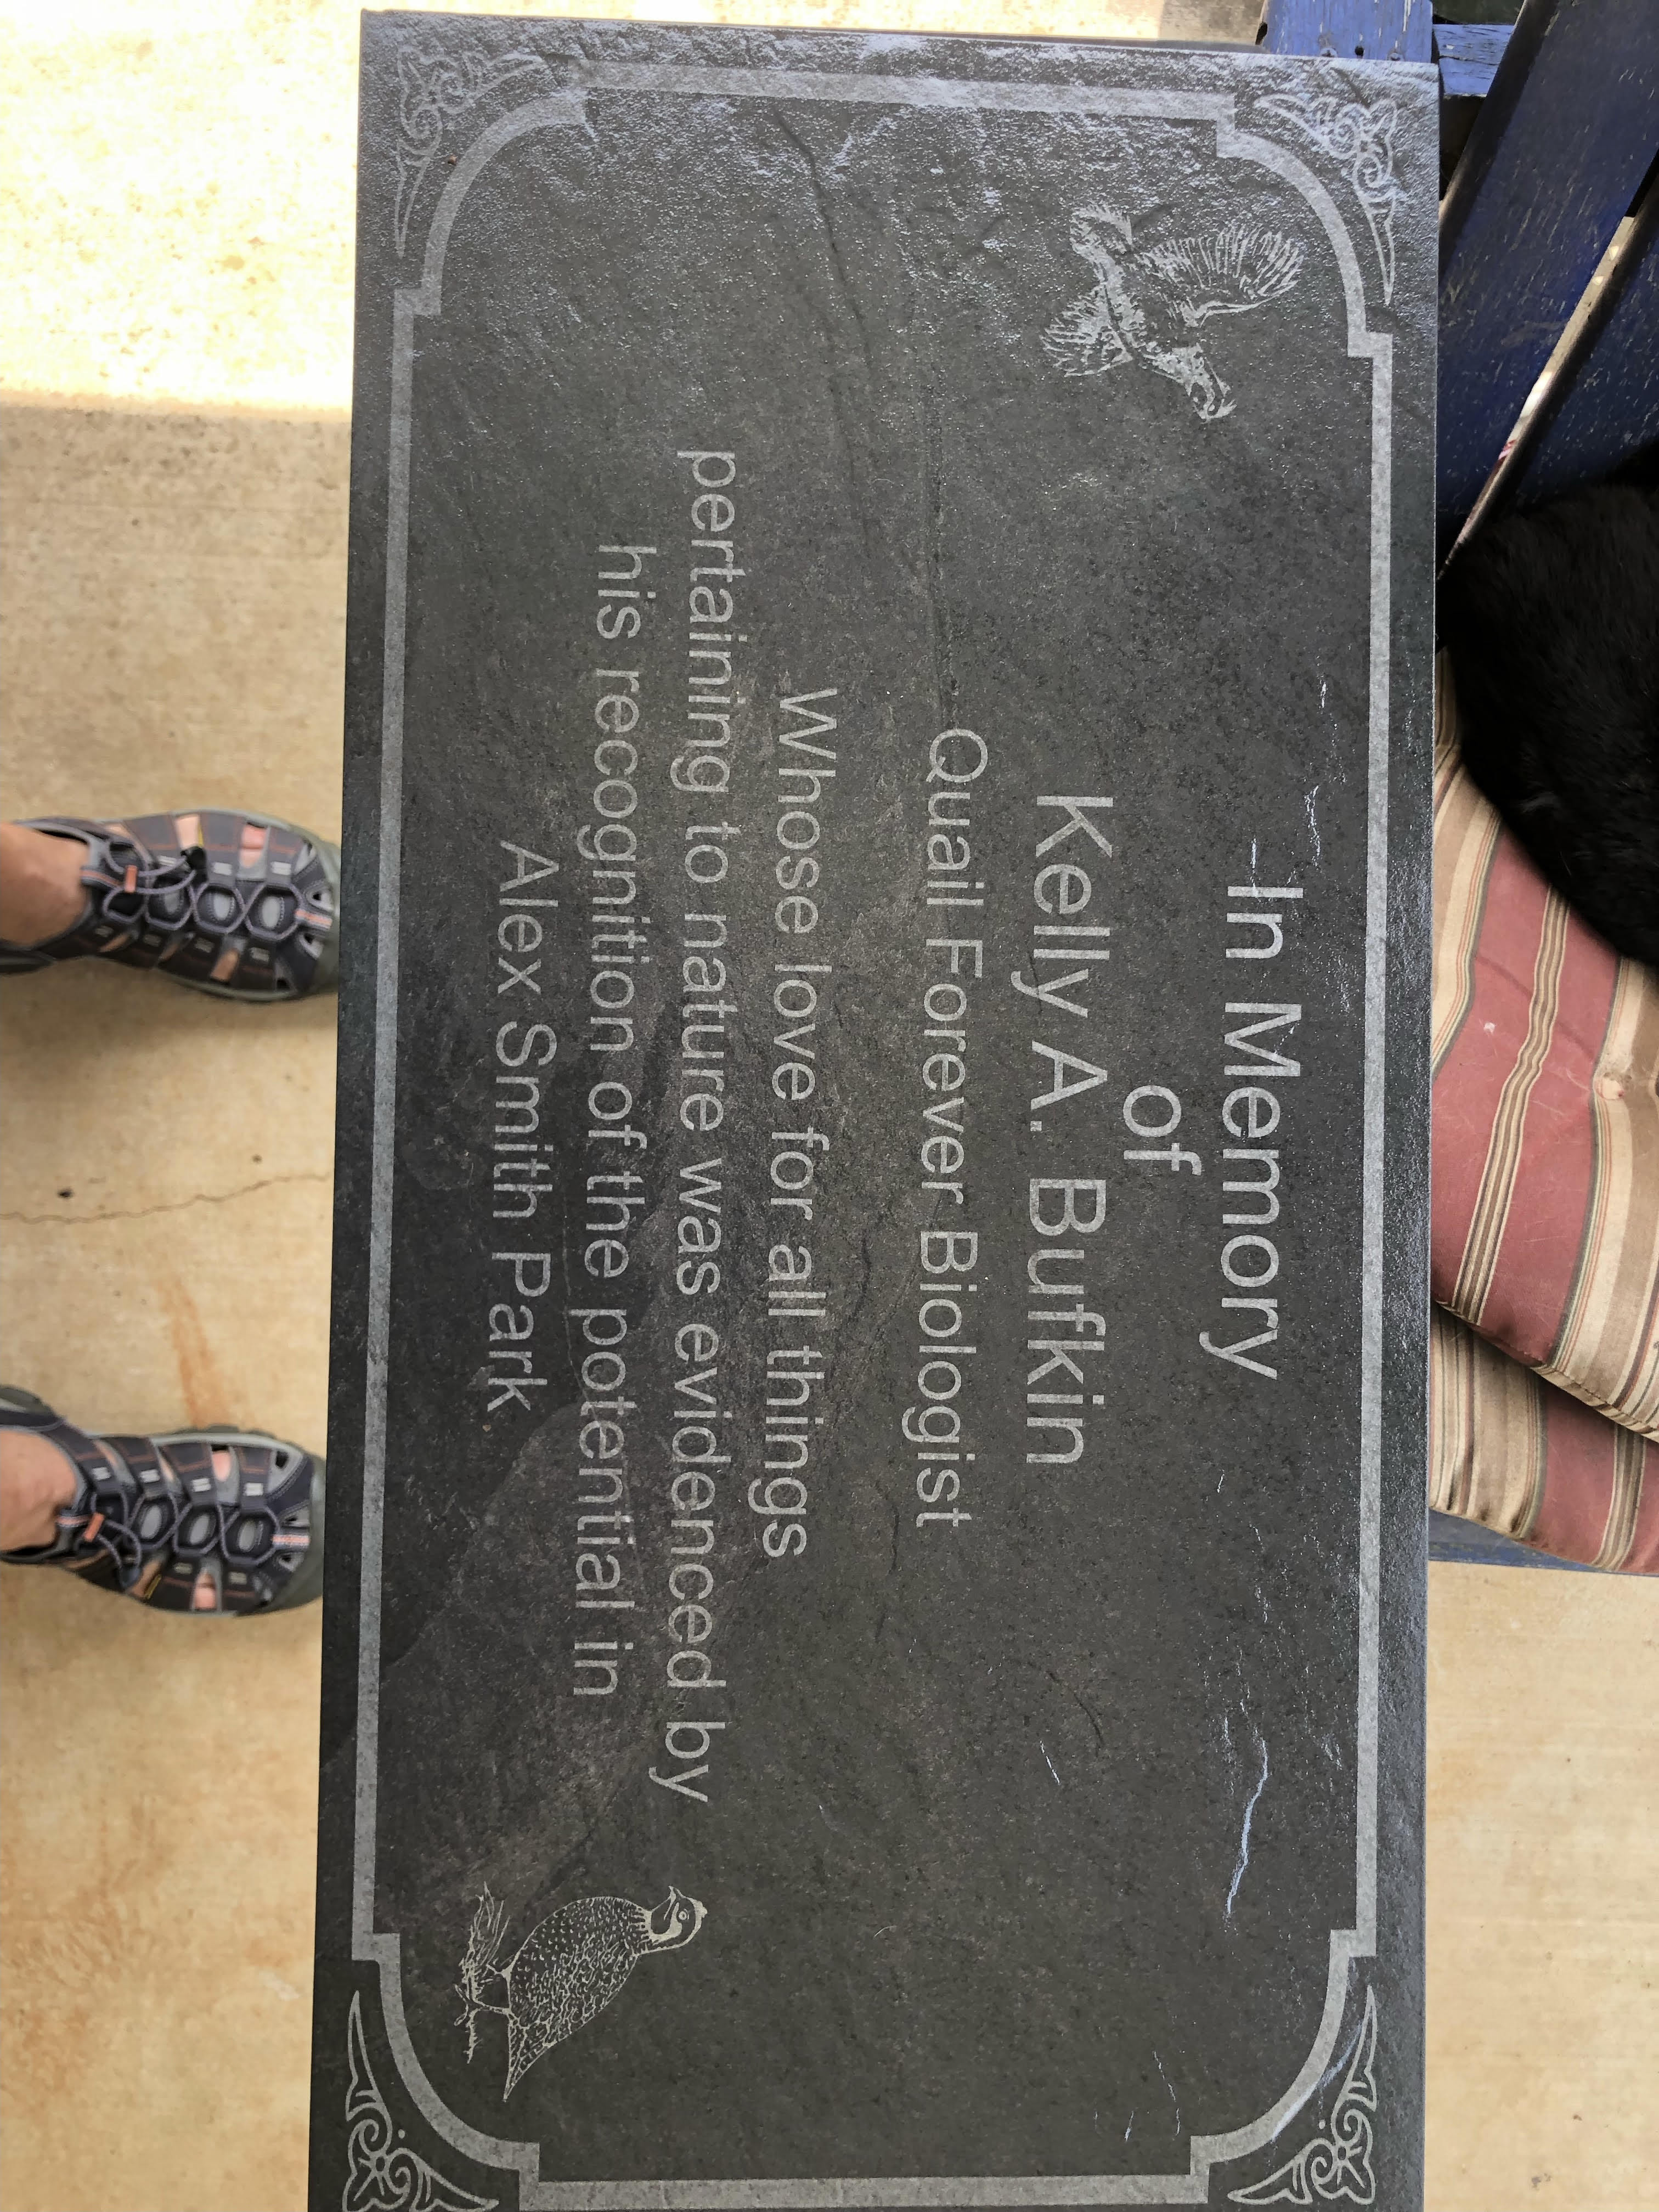 In Memory
of
Kelly A. Bufkin
Quail Forever Biologist
Whose love for all things
pertaining to nature was evidenced by
his recognition of the potential in
Alex Smith Park